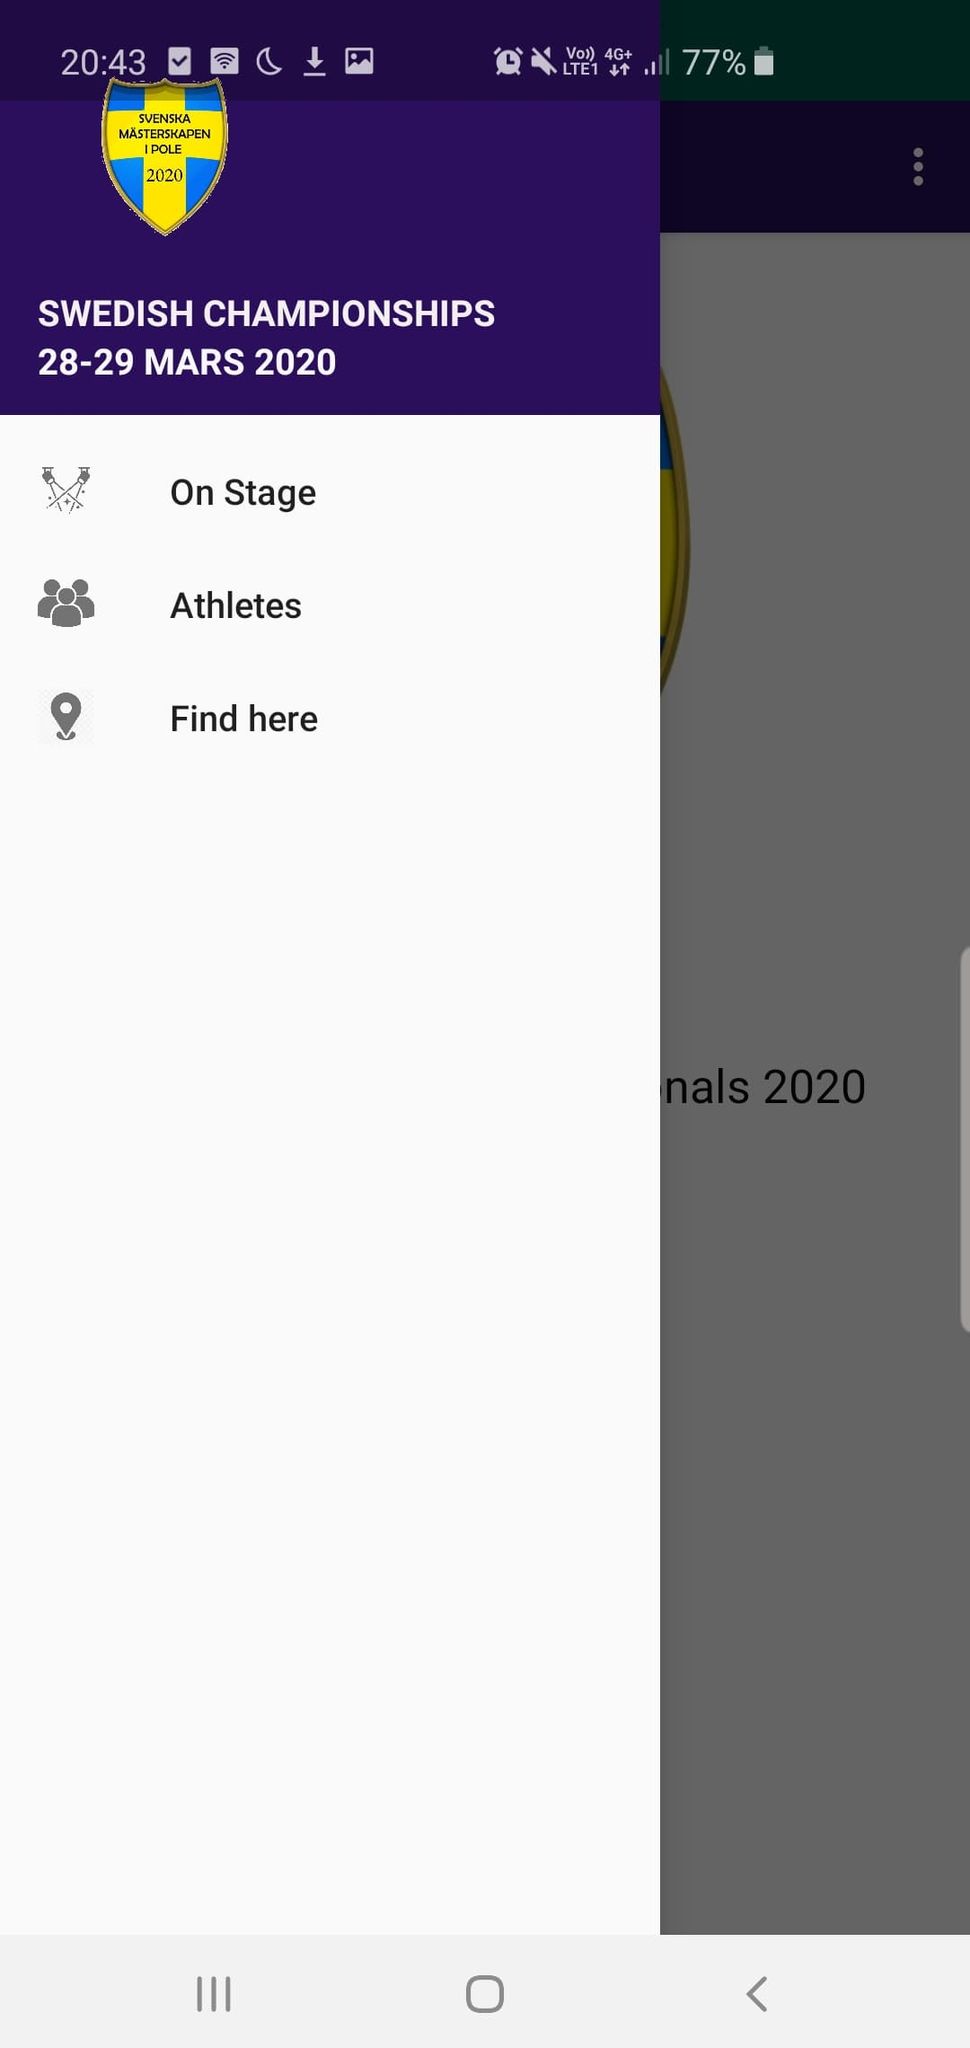 20:43
Vo))
LTE1
4G+
77%
SVENSKA
MÄSTERSKAPEN
I POLE
2020
SWEDISH CHAMPIONSHIPS
28-29 MARS 2020
On Stage
Athletes
Find here
nals 2020